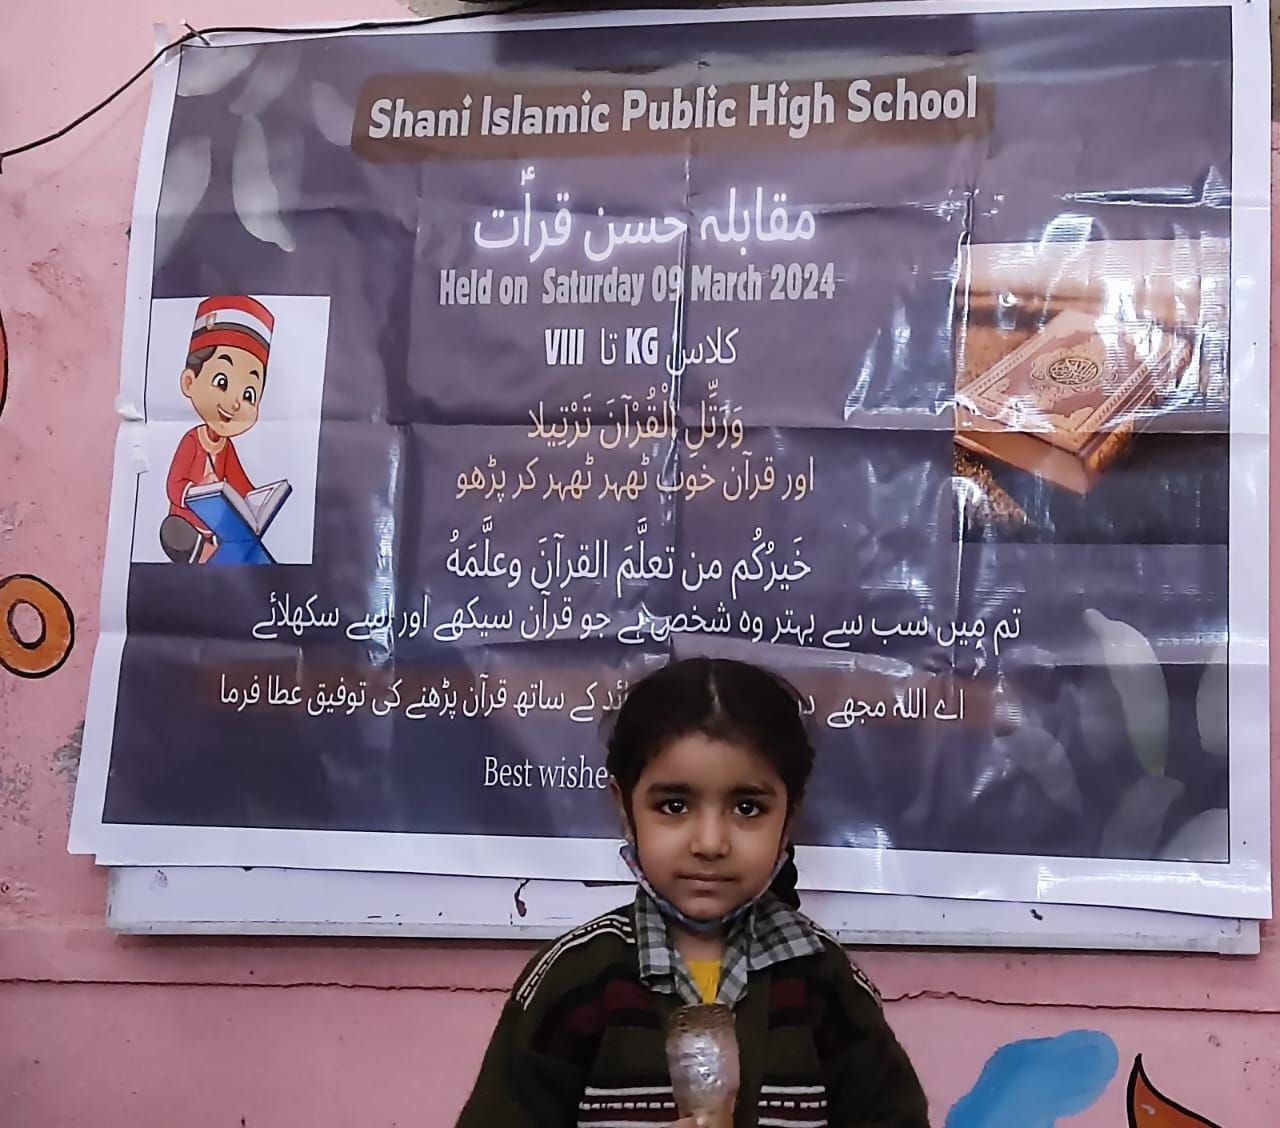 Shani Islamic Public High School
مقابلہ حسن قرأت
Held on Saturday 09 March 2024
کلاس KG تا VIII
وَرَتِّلِ الْقُرْآنَ تَرْتِيلا
اور قرآن خوب ٹھہر ٹھہر کر پڑھو
خَيرُكُم من تعلَّمَ القرآنَ وعلَّمَهُ
تم میں سب سے بہتر وہ شخص ہے جو قرآن سیکھے اور اسے سکھلائے
اے اللہ مجھے کے ساتھ قرآن پڑھنے کی توفیق عطا فرما
Best